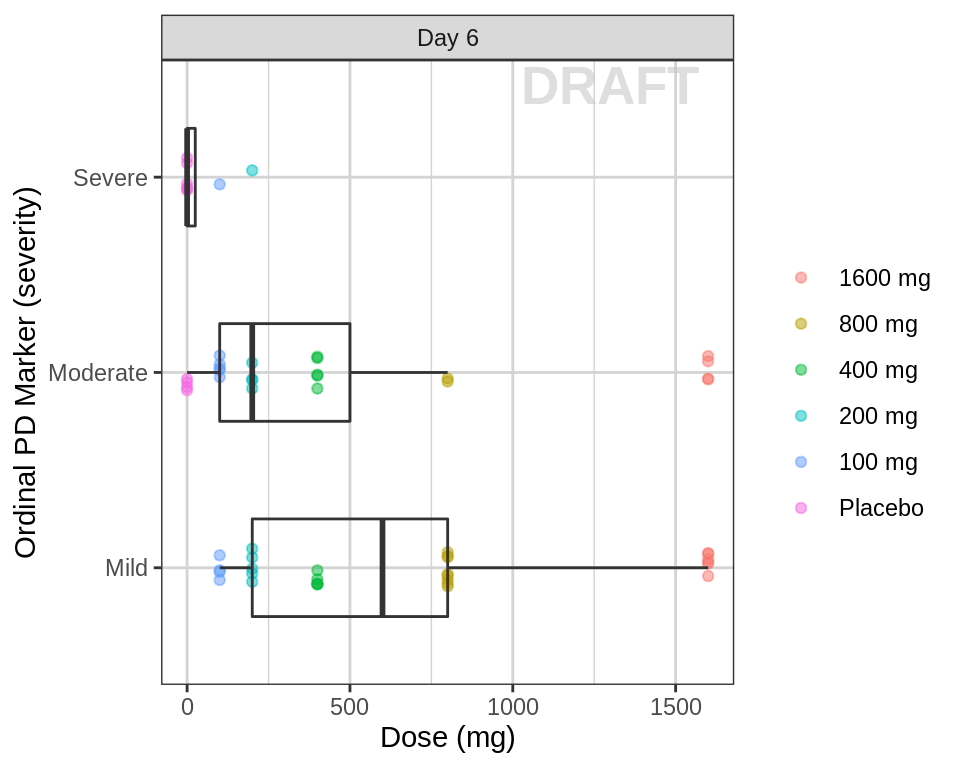 Day 6
DRAFT
Ordinal PD Marker (severity)
Severe
Moderate
Mild
0
500
1000
1500
Dose (mg)
1600 mg
800 mg
400 mg
200 mg
100 mg
Placebo